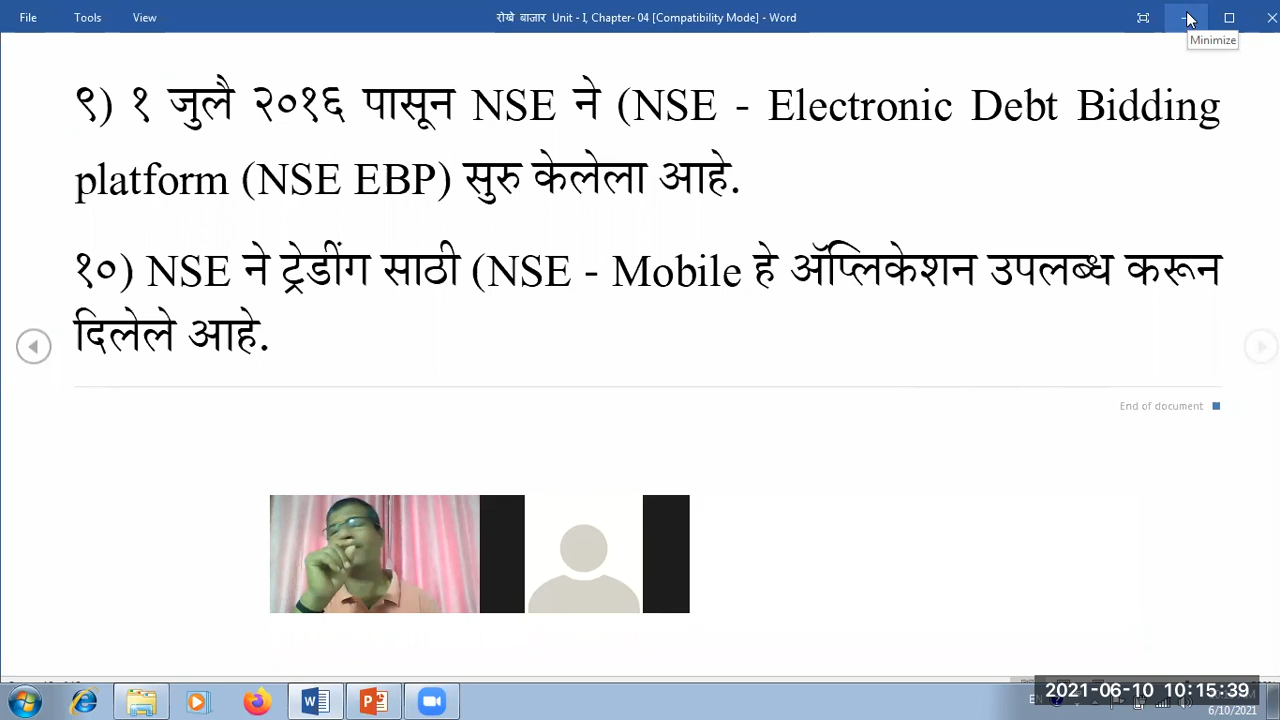 File Tools View रोखे बाजार Unit - I, Chapter- 04 [Compatibility Mode] - Word
Minimize
९) १ जुलै २०१६ पासून NSE ने (NSE - Electronic Debt Bidding
platform (NSE EBP) सुरु केलेला आहे.
१०) NSE ने ट्रेडींग साठी (NSE - Mobile हे ॲप्लिकेशन उपलब्ध करून
दिलेले आहे.
End of document
2021-06-10 10:15:39
6/10/2021